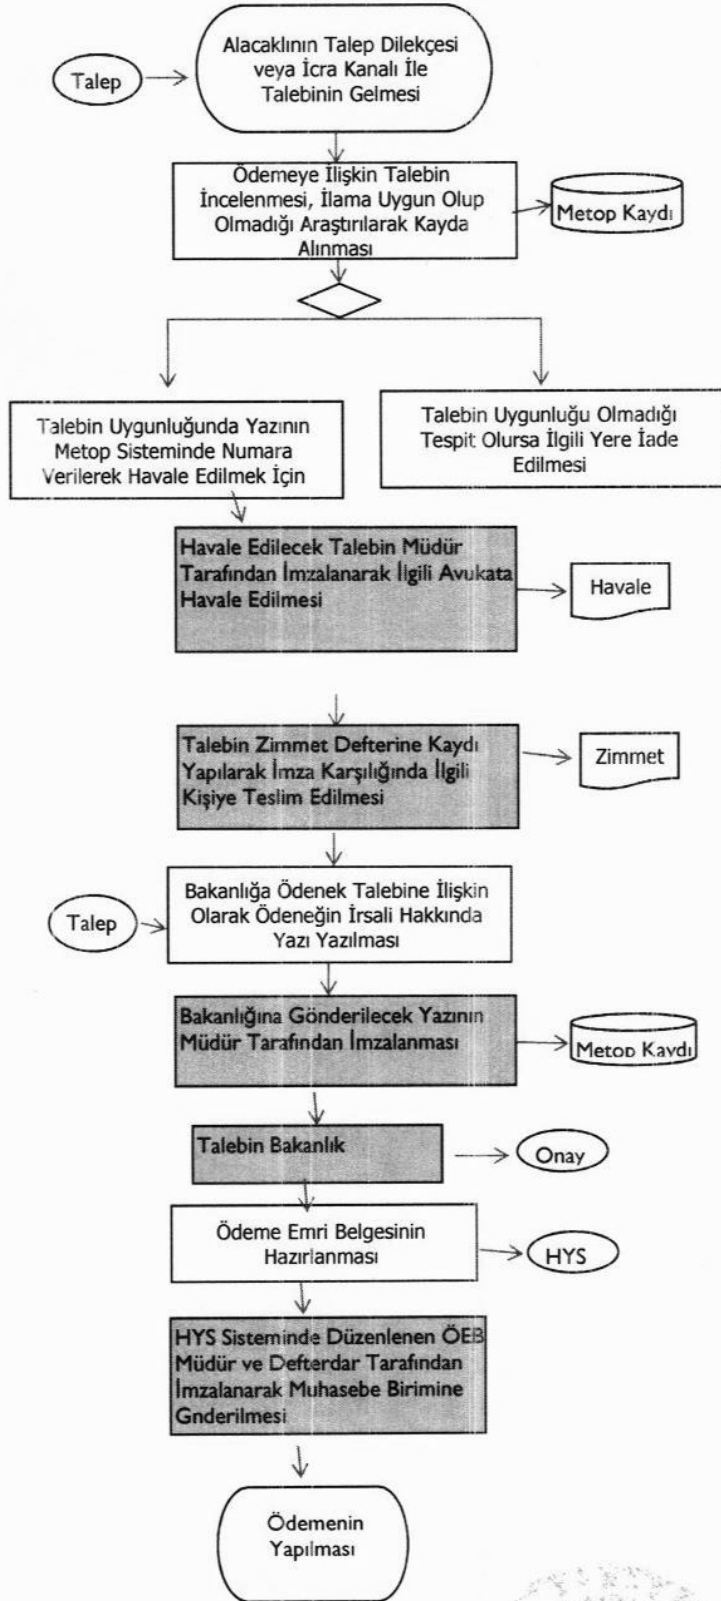 Talep
Alacaklının Talep Dilekçesi
veya İcra Kanalı İle
Talebinin Gelmesi
Ödemeye İlişkin Talebin
İncelenmesi, İlama Uygun Olup
Olmadığı Araştırılarak Kayda
Alınması
Metop Kaydı
Talebin Uygunluğunda Yazının
Metop Sisteminde Numara
Verilerek Havale Edilmek İçin
Talebin Uygunluğu Olmadığı
Tespit Olursa İlgili Yere İade
Edilmesi
Havale Edilecek Talebin Müdür
Tarafından İmzalanarak İlgili Avukata
Havale Edilmesi
Havale
Talebin Zimmet Defterine Kaydı
Yapılarak İmza Karşılığında İlgili
Kişiye Teslim Edilmesi
Zimmet
Talep
Bakanlığa Ödenek Talebine İlişkin
Olarak Ödeneğin İrsali Hakkında
Yazı Yazılması
Bakanlığına Gönderilecek Yazının
Müdür Tarafından İmzalanması
Metop Kaydı
Talebin Bakanlık
Onay
Ödeme Emri Belgesinin
Hazırlanması
HYS
HYS Sisteminde Düzenlenen ÖEB
Müdür ve Defterdar Tarafından
İmzalanarak Muhasebe Birimine
Gnderilmesi
Ödemenin
Yapılması